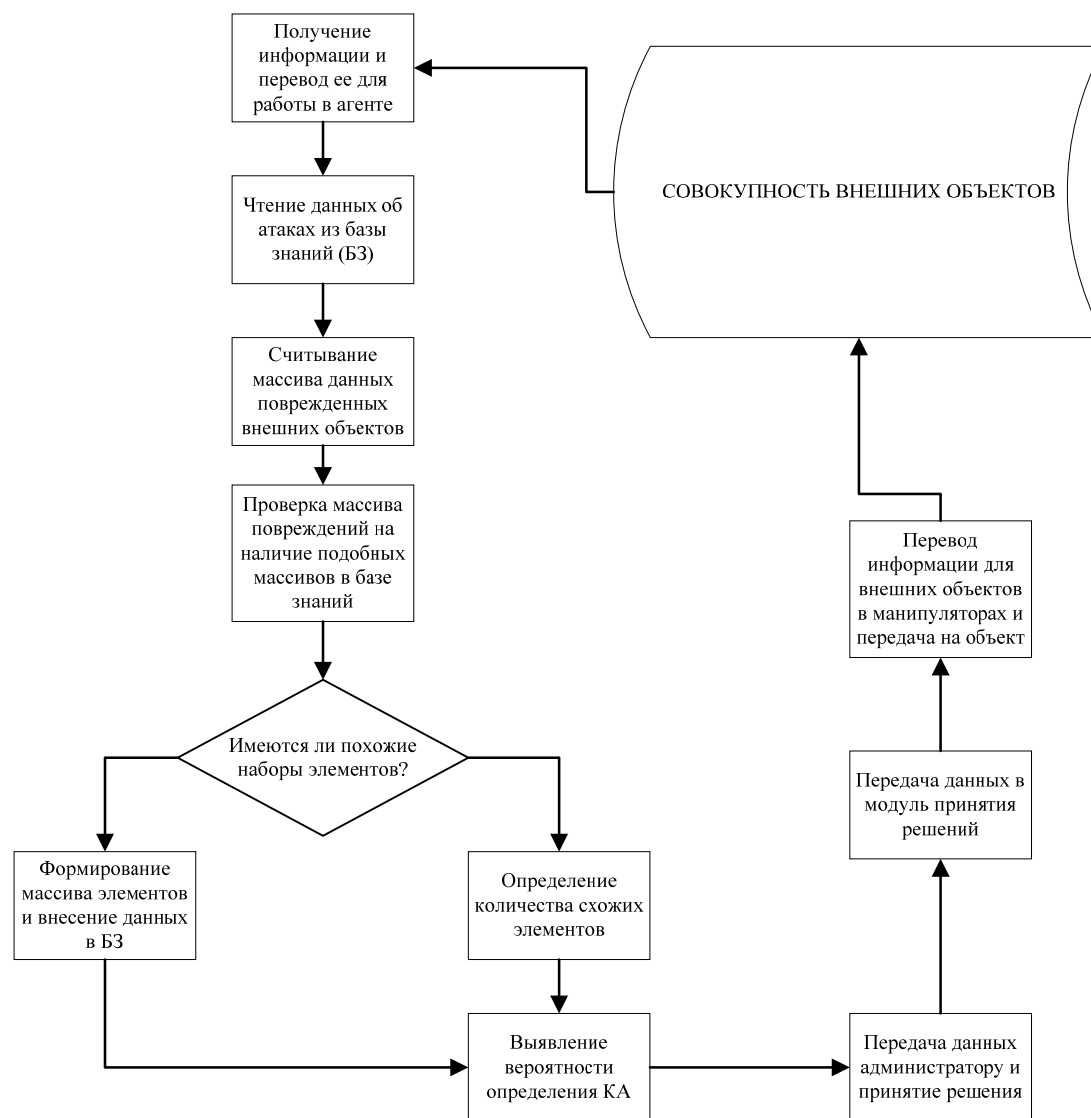 Получение
информации и
перевод ее для
работы в агенте
СОВОКУПНОСТЬ ВНЕШНИХ ОБЪЕКТОВ
Чтение данных об
атаках из базы
знаний (БЗ)
Считывание
массива данных
поврежденных
внешних объектов
Проверка массива
повреждений на
наличие подобных
массивов в базе
знаний
Перевод
информации для
внешних объектов
в манипуляторах и
передача на объект
Имеются ли похожие
наборы элементов?
Передача данных в
модуль принятия
решений
Формирование
массива элементов
и внесение данных
в БЗ
Определение
количества схожих
элементов
Выявление
вероятности
определения КА
Передача данных
администратору и
принятие решения